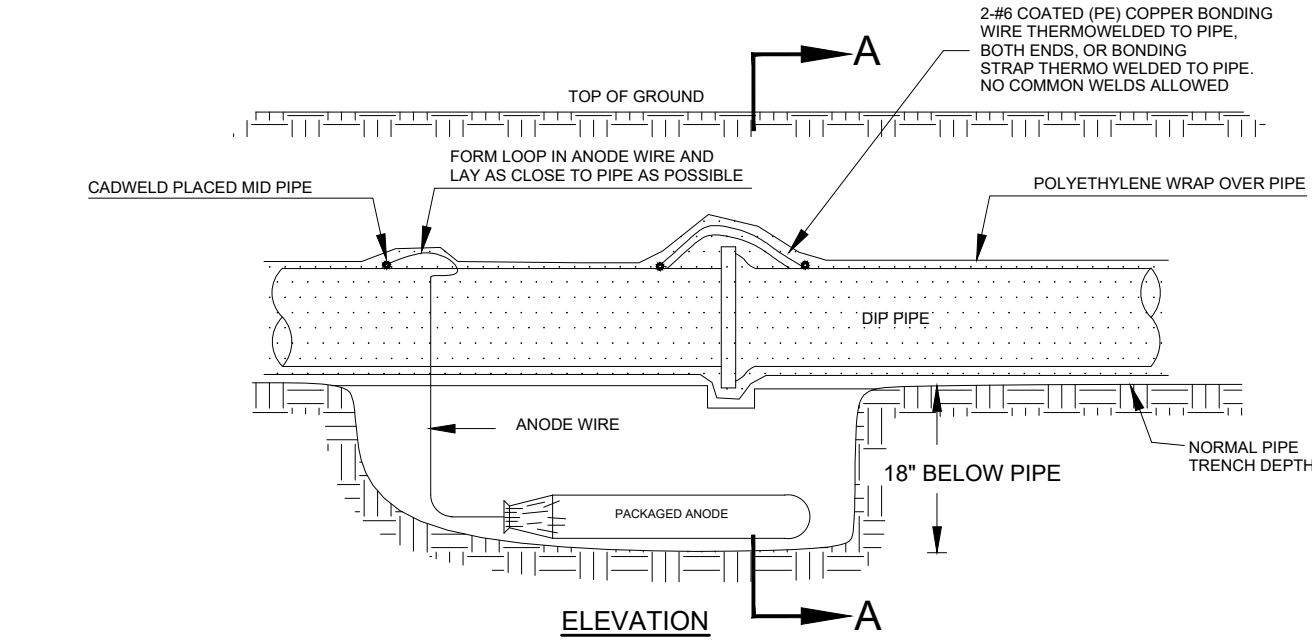 2-#6 COATED (PE) COPPER BONDING
WIRE THERMOWELDED TO PIPE,
BOTH ENDS, OR BONDING
STRAP THERMO WELDED TO PIPE.
NO COMMON WELDS ALLOWED
A
TOP OF GROUND
FORM LOOP IN ANODE WIRE AND
LAY AS CLOSE TO PIPE AS POSSIBLE
CADWELD PLACED MID PIPE
POLYETHYLENE WRAP OVER PIPE
DIP PIPE
ANODE WIRE
NORMAL PIPE
TRENCH DEPTH
18" BELOW PIPE
PACKAGED ANODE
A
ELEVATION